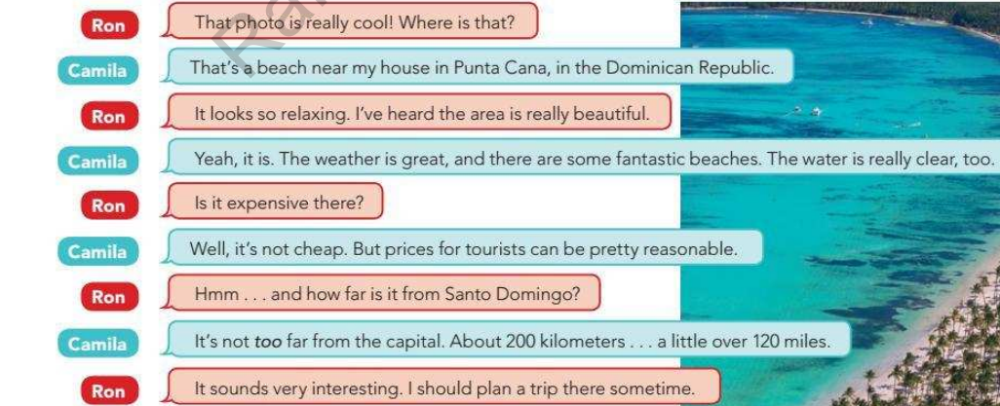 Ron That photo is really cool! Where is that?
Camila That's a beach near my house in Punta Cana, in the Dominican Republic.
Ron It looks so relaxing. I've heard the area is really beautiful.
Camila Yeah, it is. The weather is great, and there are some fantastic beaches. The water is really clear, too.
Ron Is it expensive there?
Camila Well, it's not cheap. But prices for tourists can be pretty reasonable.
Ron Hmm . . . and how far is it from Santo Domingo?
Camila It's not too far from the capital. About 200 kilometers . . . a little over 120 miles.
Ron It sounds very interesting. I should plan a trip there sometime.